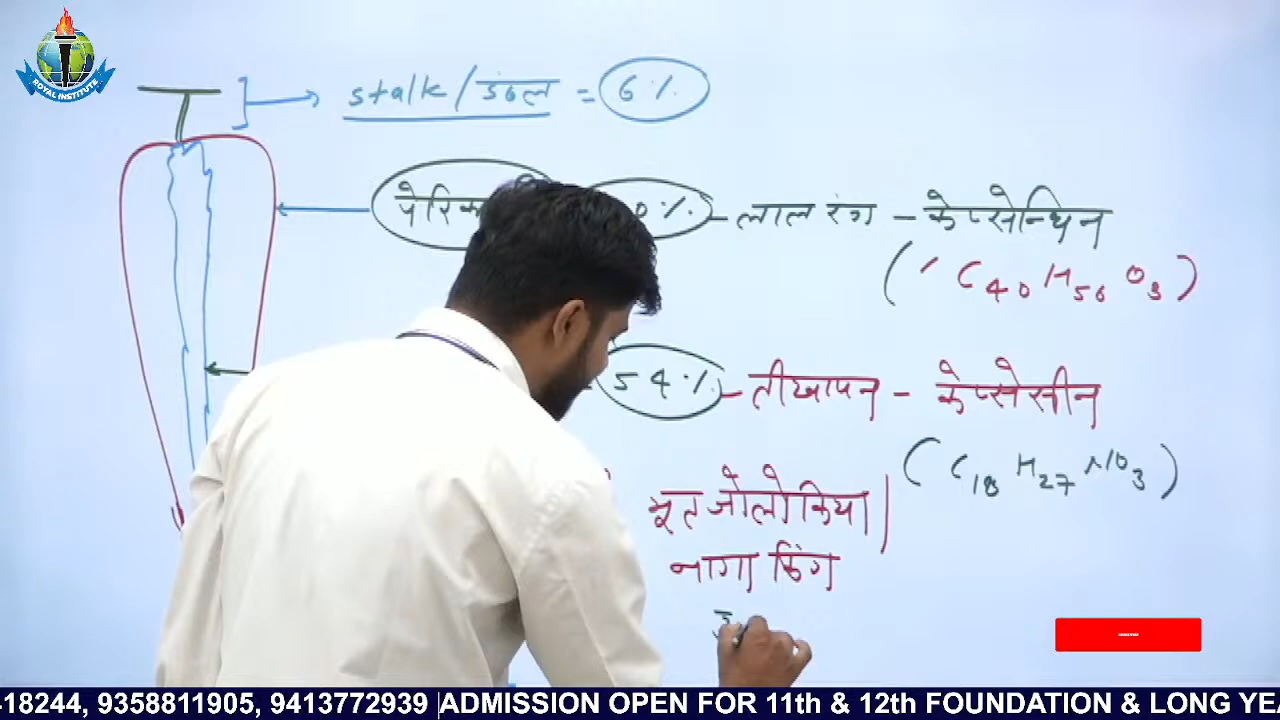 ROYAL INSTITUTE
stalk / डंठल = 6%
लाल रंग - केप्सेन्थिन
(C40 H56 O3)
54% - तीखापन - केप्सेसीन
(C18 H27 NO3)
भूत जोलोकिया
नागा किंग
18244, 9358811905, 9413772939 |ADMISSION OPEN FOR 11th & 12th FOUNDATION & LONG